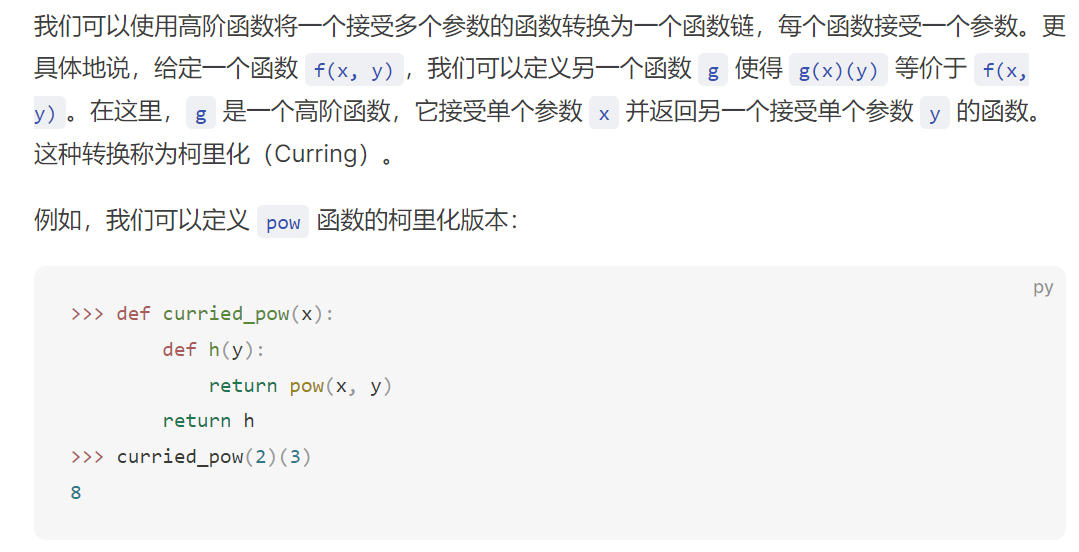 我们可以使用高阶函数将一个接受多个参数的函数转换为一个函数链，每个函数接受一个参数。更
具体地说，给定一个函数 f(x, y)，我们可以定义另一个函数 g 使得 g(x)(y) 等价于 f(x,
y)。在这里，g 是一个高阶函数，它接受单个参数 x 并返回另一个接受单个参数 y 的函数。
这种转换称为柯里化（Curring）。
例如，我们可以定义 pow 函数的柯里化版本：
py
>>> def curried_pow(x):
        def h(y):
            return pow(x, y)
        return h
>>> curried_pow(2)(3)
8